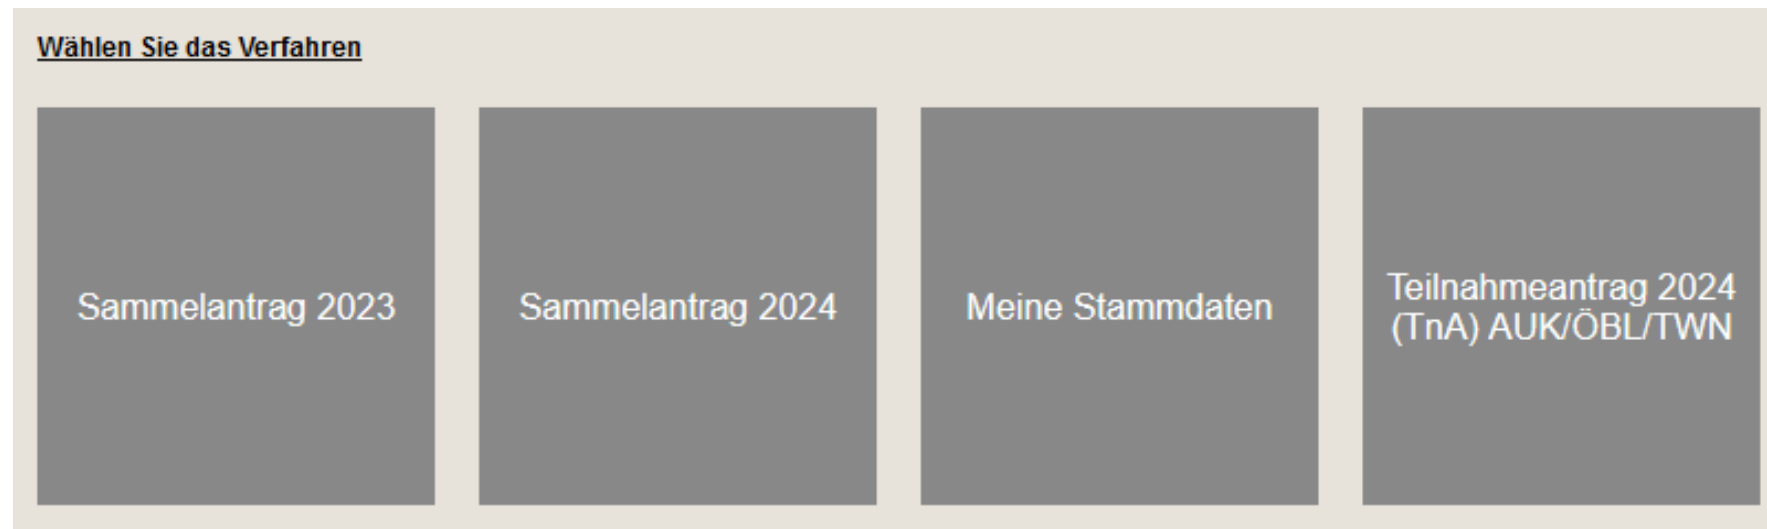 Wählen Sie das Verfahren
Sammelantrag 2023
Sammelantrag 2024
Meine Stammdaten
Teilnahmeantrag 2024
(TnA) AUK/ÖBL/TWN